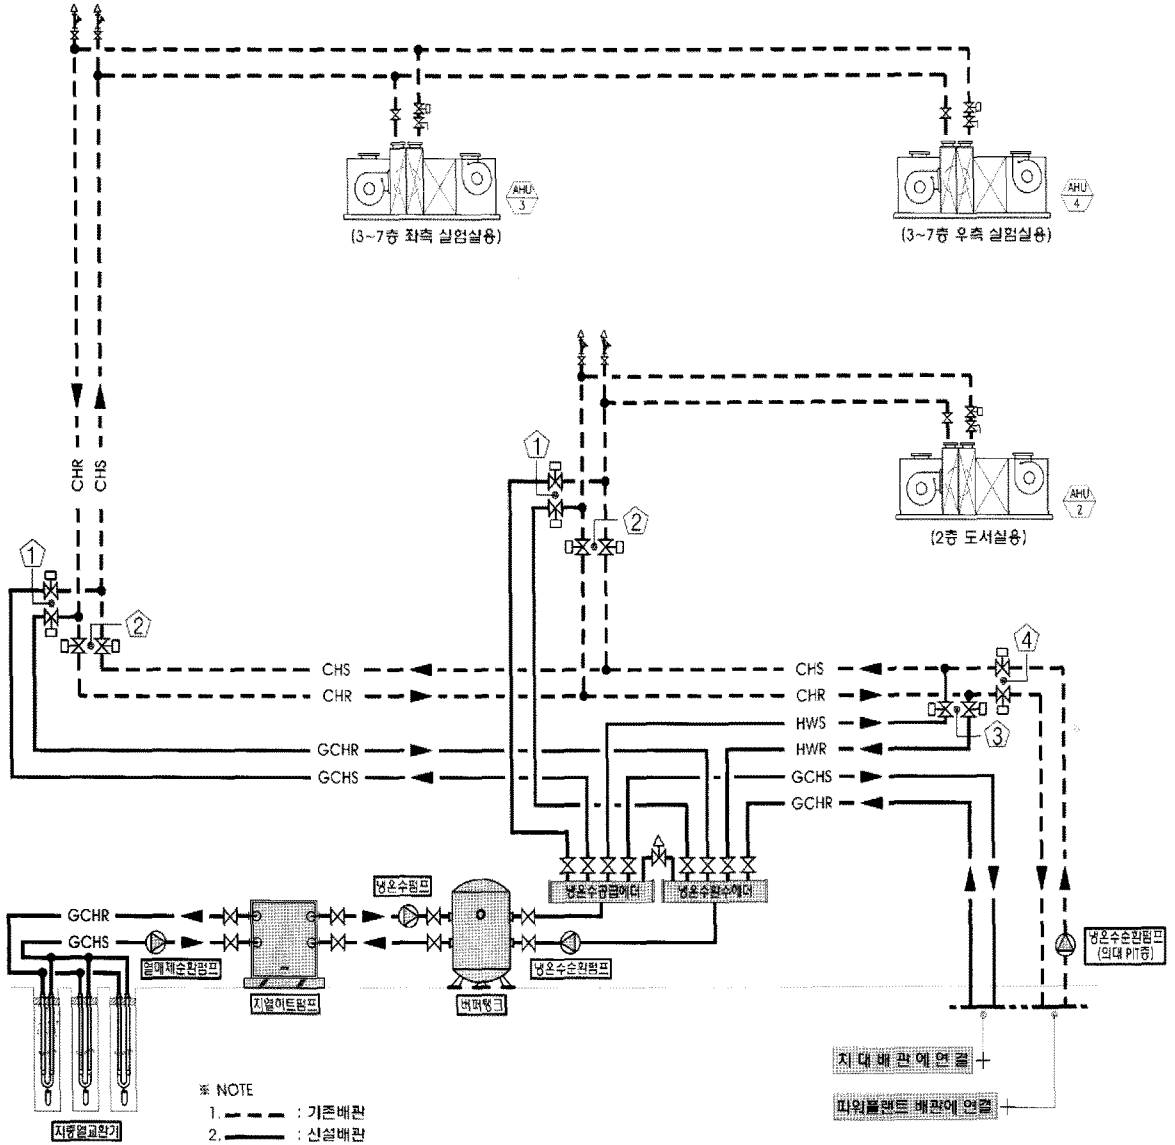 AHU
3
(3~7층 좌측 실험실용)
AHU
4
(3~7층 우측 실험실용)
CHR
CHS
1
2
AHU
2
(2층 도서실용)
1
2
4
CHS
CHS
CHR
CHR
HWS
3
GCHR
HWR
GCHS
GCHS
GCHR
냉온수공급헤더
냉온수환수헤더
냉온수펌프
GCHR
GCHS
열매체순환펌프
냉온수순환펌프
냉온수순환펌프
(의대 PIT층)
지열히트펌프
버퍼탱크
치대배관에연결
파워플랜트 배관에 연결
지중열교환기
※ NOTE
1. : 기존배관
2. : 신설배관